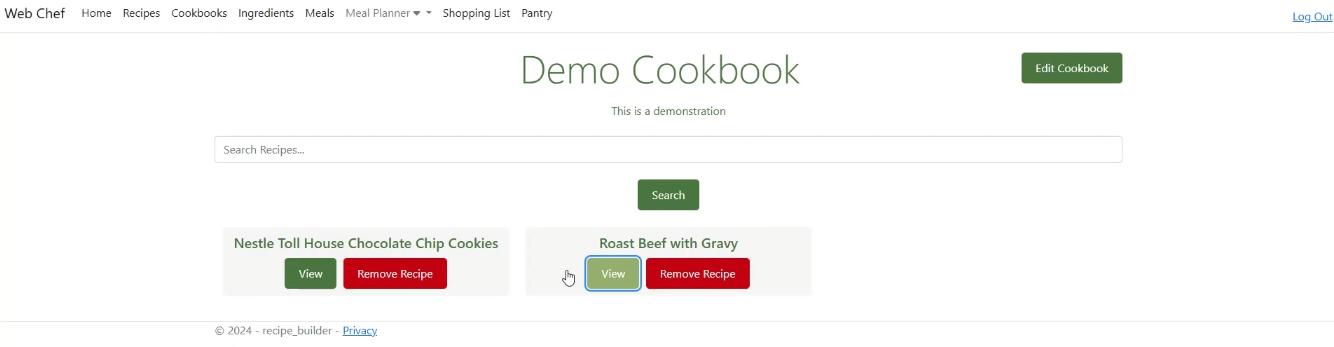 Web Chef Home Recipes Cookbooks Ingredients Meals Meal Planner Shopping List Pantry Log Out
Demo Cookbook Edit Cookbook
This is a demonstration
Search Recipes...
Search
Nestle Toll House Chocolate Chip Cookies Roast Beef with Gravy
View Remove Recipe View Remove Recipe
© 2024 - recipe_builder - Privacy